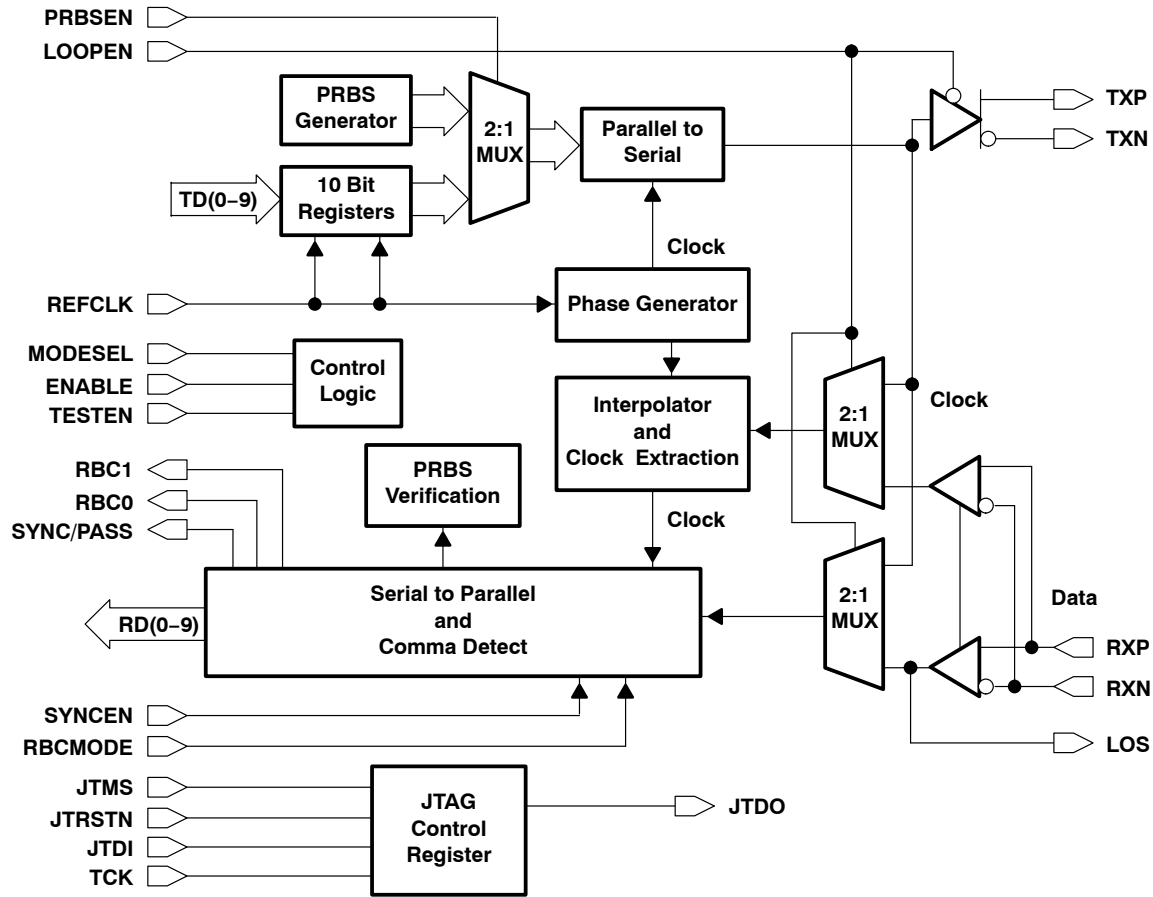 PRBSEN
LOOPEN
PRBS
Generator
2:1
MUX
Parallel to
Serial
TXP
TXN
TD(0–9)
10 Bit
Registers
Clock
REFCLK
Phase Generator
MODESEL
ENABLE
TESTEN
Control
Logic
Interpolator
and
Clock Extraction
2:1
MUX
Clock
RBC1
RBC0
SYNC/PASS
PRBS
Verification
Clock
RD(0–9)
Serial to Parallel
and
Comma Detect
2:1
MUX
Data
RXP
RXN
LOS
SYNCEN
RBCMODE
JTMS
JTRSTN
JTDI
TCK
JTAG
Control
Register
JTDO